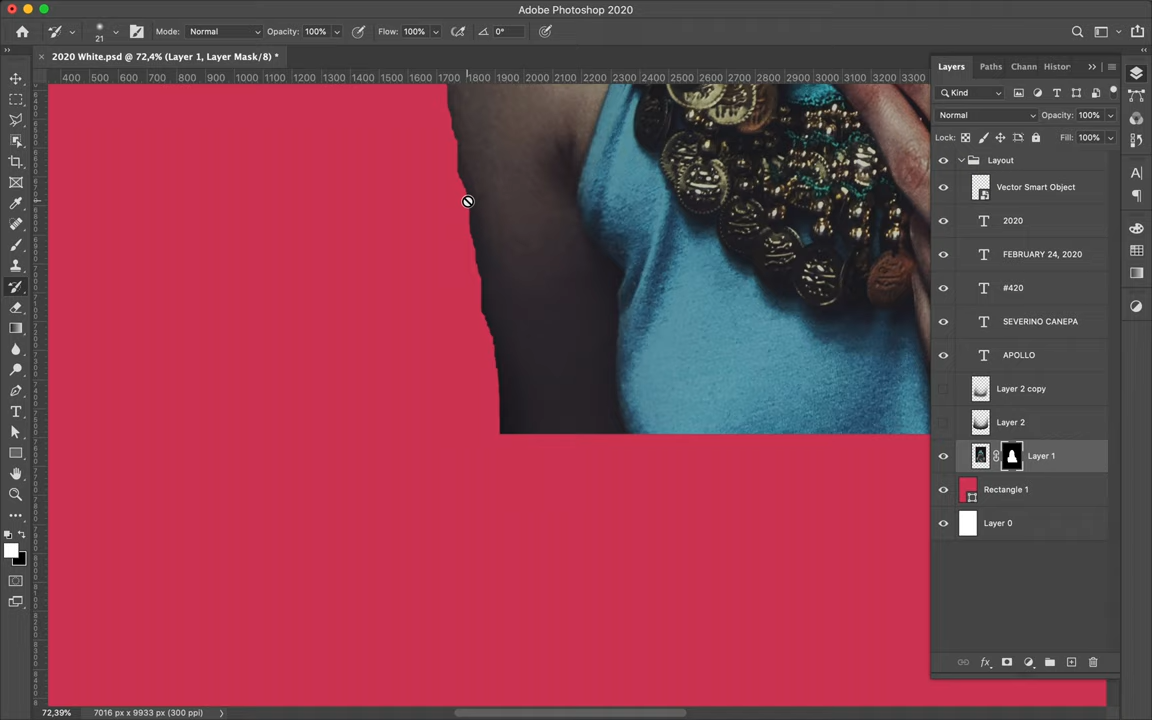 Adobe Photoshop 2020
21 Mode: Normal Opacity: 100% Flow: 100% 0°
× 2020 White.psd @ 72,4% (Layer 1, Layer Mask/8) *
400 500 600 700 800 900 1000 1100 1200 1300 1400 1500 1600 1700 1800 1900 2000 2100 2200 2300 2400 2500 2600 2700 2800 2900 3000 3100 3200 3300
Layers Paths Chann Histor
Kind
Normal Opacity: 100%
Lock: Fill: 100%
Layout
Vector Smart Object
2020
FEBRUARY 24, 2020
#420
SEVERINO CANEPA
APOLLO
Layer 2 copy
Layer 2
Layer 1
Rectangle 1
Layer 0
fx
72,39% 7016 px x 9933 px (300 ppi)